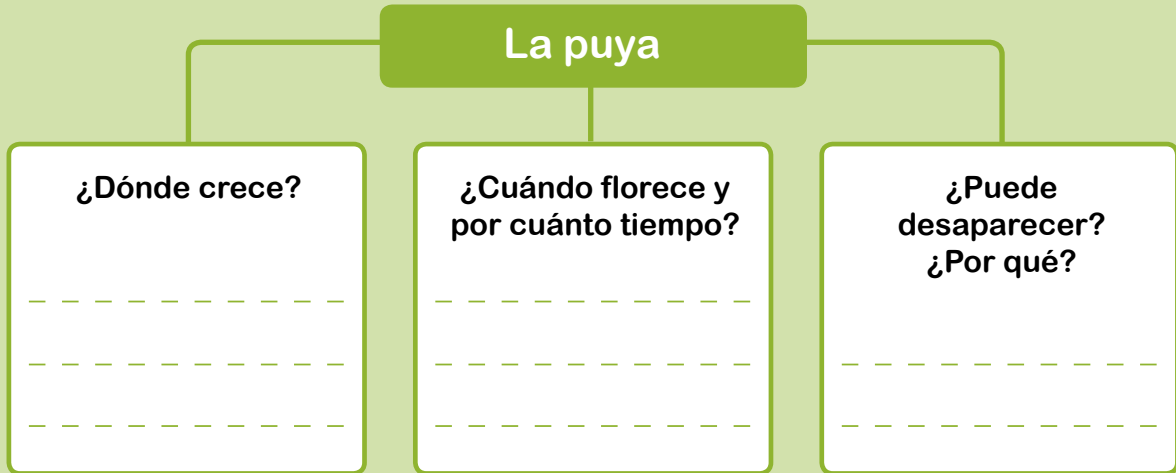 La puya
¿Dónde crece?
¿Cuándo florece y
por cuánto tiempo?
¿Puede
desaparecer?
¿Por qué?